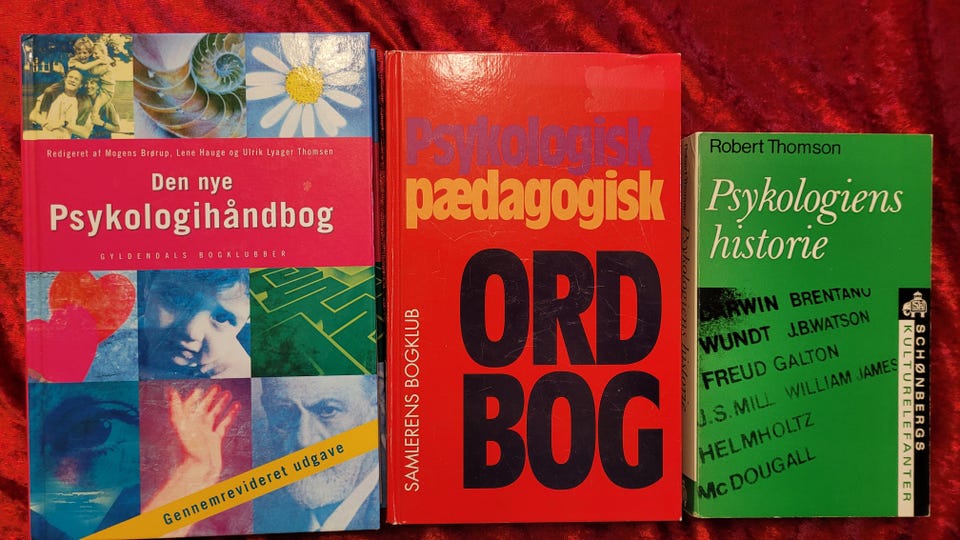 Redigeret af Mogens Brørup, Lene Hauge og Ulrik Lyager Thomsen
Den nye
Psykologihåndbog
GYLDENDALS BOGKLUBBER
Gennemrevideret udgave
Psykologisk
pædagogisk
ORD
BOG
SAMLERENS BOGKLUB
Robert Thomson
Psykologiens
historie
DARWIN BRENTANO
WUNDT J.B.WATSON
FREUD GALTON
J.S. MILL WILLIAM JAMES
HELMHOLTZ
McDOUGALL
SCHØNBERGS
KULTURELEFANTER